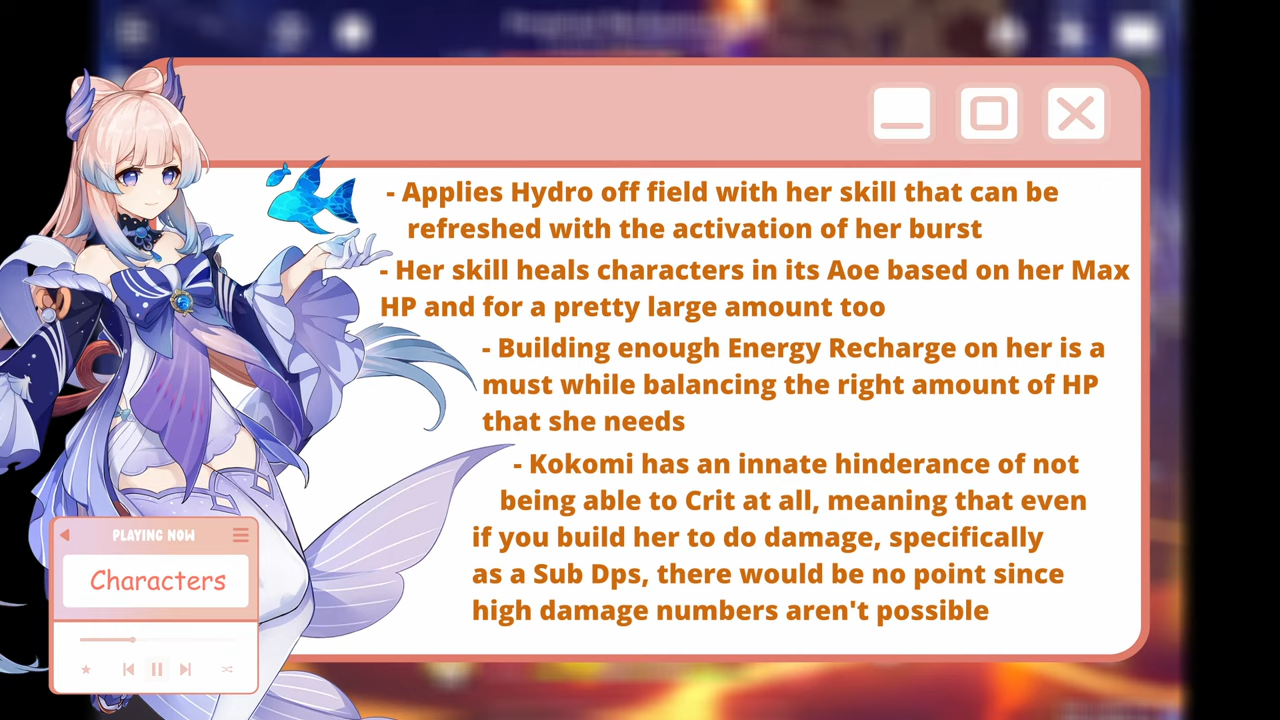 - Applies Hydro off field with her skill that can be
refreshed with the activation of her burst
- Her skill heals characters in its Aoe based on her Max
HP and for a pretty large amount too
- Building enough Energy Recharge on her is a
must while balancing the right amount of HP
that she needs
- Kokomi has an innate hinderance of not
being able to Crit at all, meaning that even
if you build her to do damage, specifically
as a Sub Dps, there would be no point since
high damage numbers aren't possible
PLAYING NOW
Characters